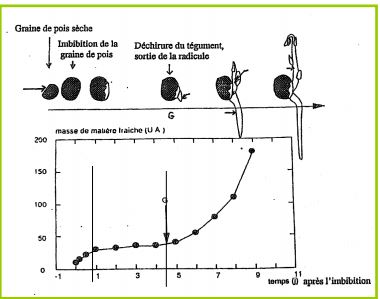 Graine de pois sèche
Imbibition de la
graine de pois
Déchirure du tégument,
sortie de la radicule
G
masse de matière fraîche (U A)
200
150
100
50
0
G
-1 1 3 5 7 9 11
temps (j) après l'imbibition